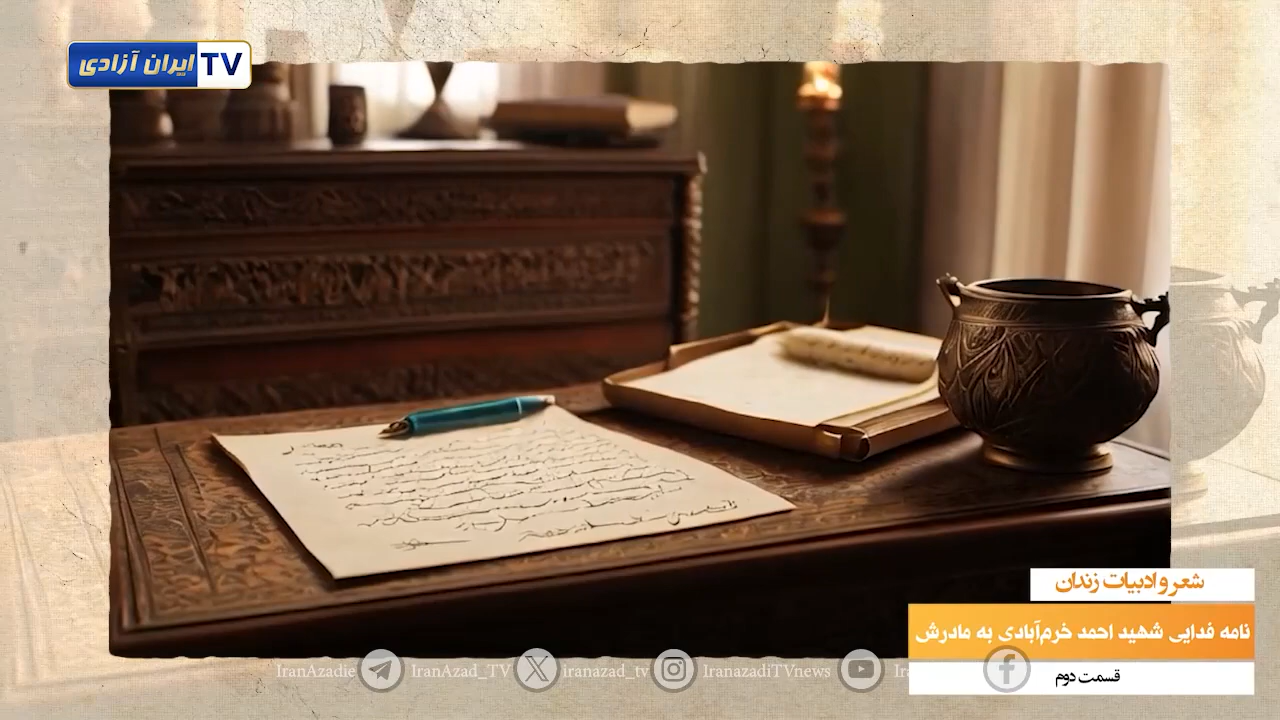 ایران آزادی TV
شعر و ادبیات زندان
نامه فدایی شهید احمد خرم‌آبادی به مادرش
قسمت دوم
IranAzadie IranAzad_TV iranazad_tv IranazadiTVnews